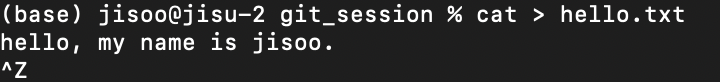 (base) jisoo@jisu-2 git_session % cat > hello.txt
hello, my name is jisoo.
^Z